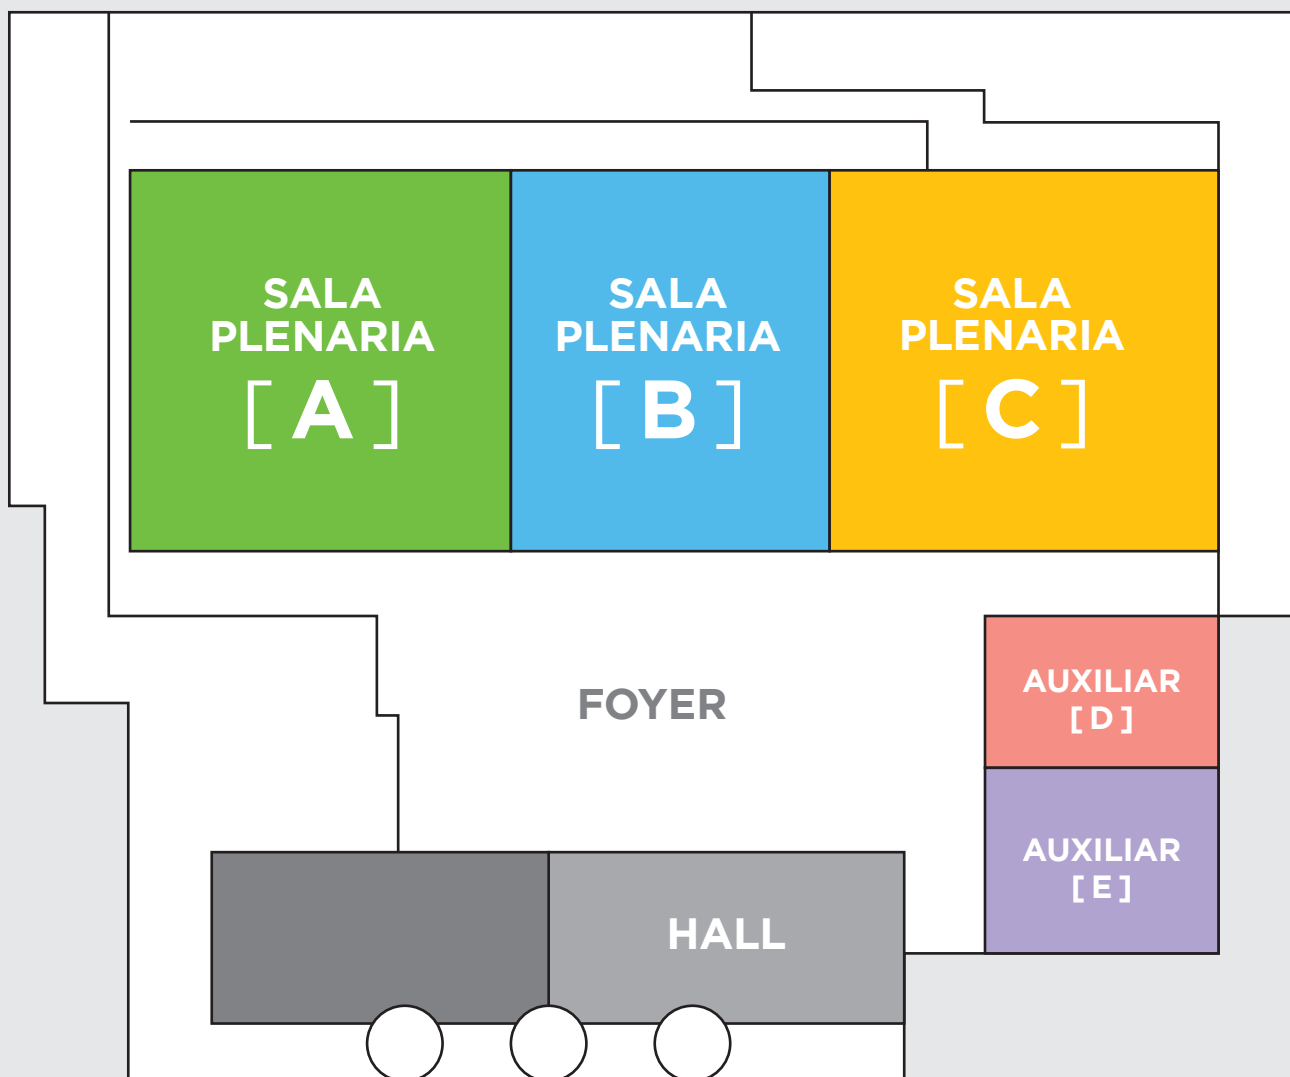 SALA
PLENARIA
[ A ]
SALA
PLENARIA
[ B ]
SALA
PLENARIA
[ C ]
FOYER
AUXILIAR
[ D ]
AUXILIAR
[ E ]
HALL